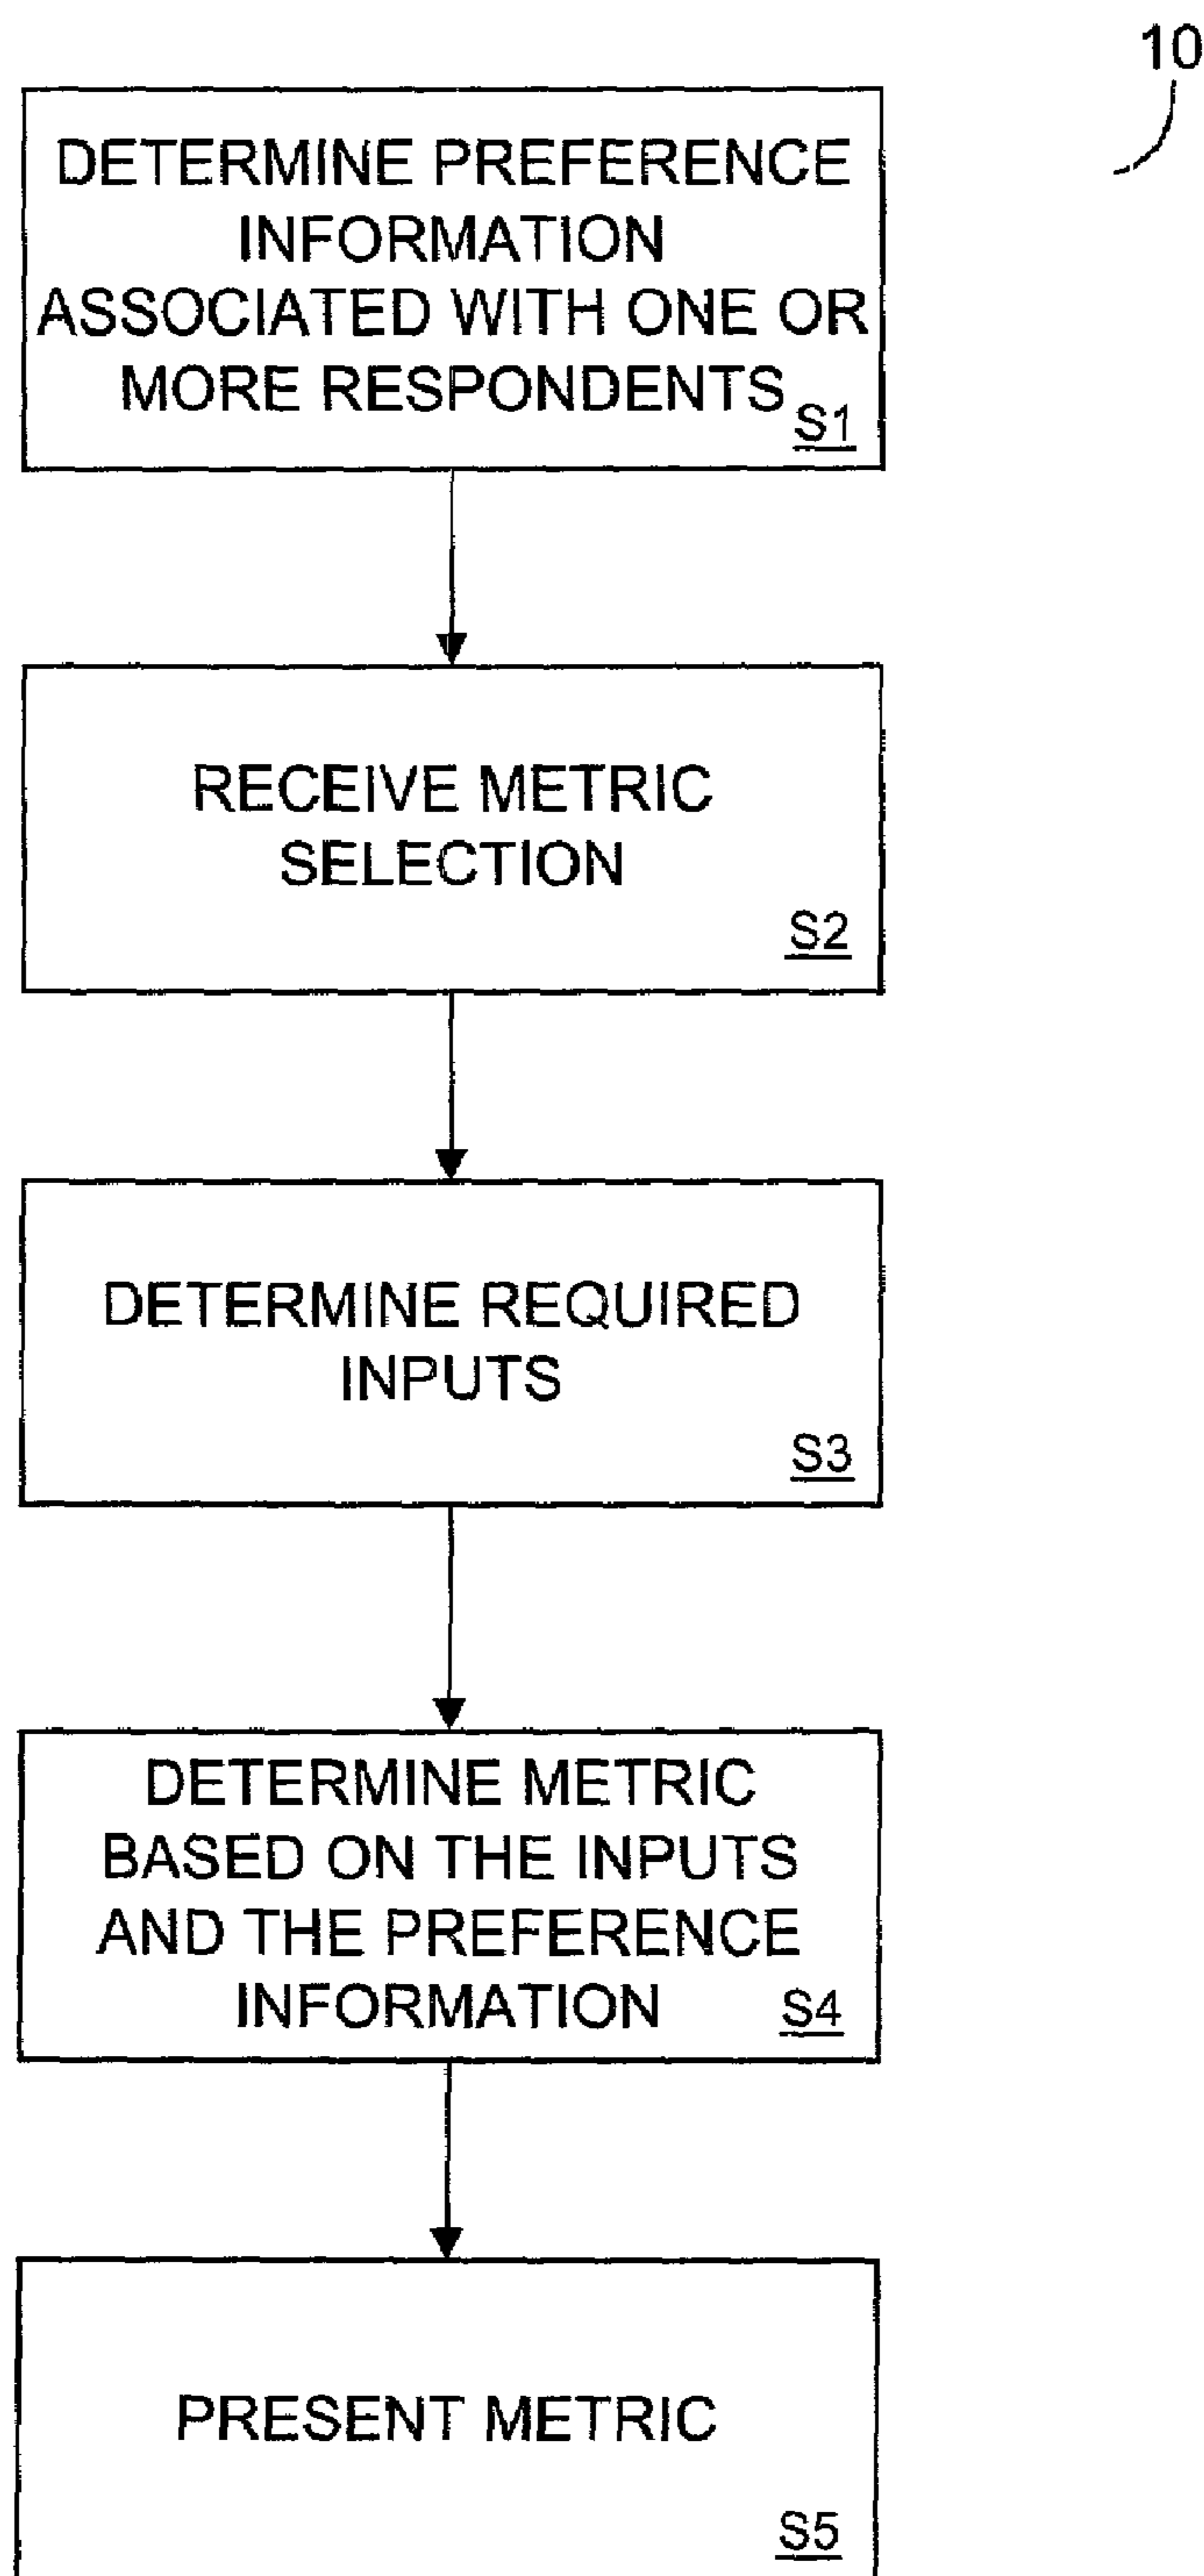 10
DETERMINE PREFERENCE
INFORMATION
ASSOCIATED WITH ONE OR
MORE RESPONDENTS
S1
RECEIVE METRIC
SELECTION
S2
DETERMINE REQUIRED
INPUTS
S3
DETERMINE METRIC
BASED ON THE INPUTS
AND THE PREFERENCE
INFORMATION
S4
PRESENT METRIC
S5